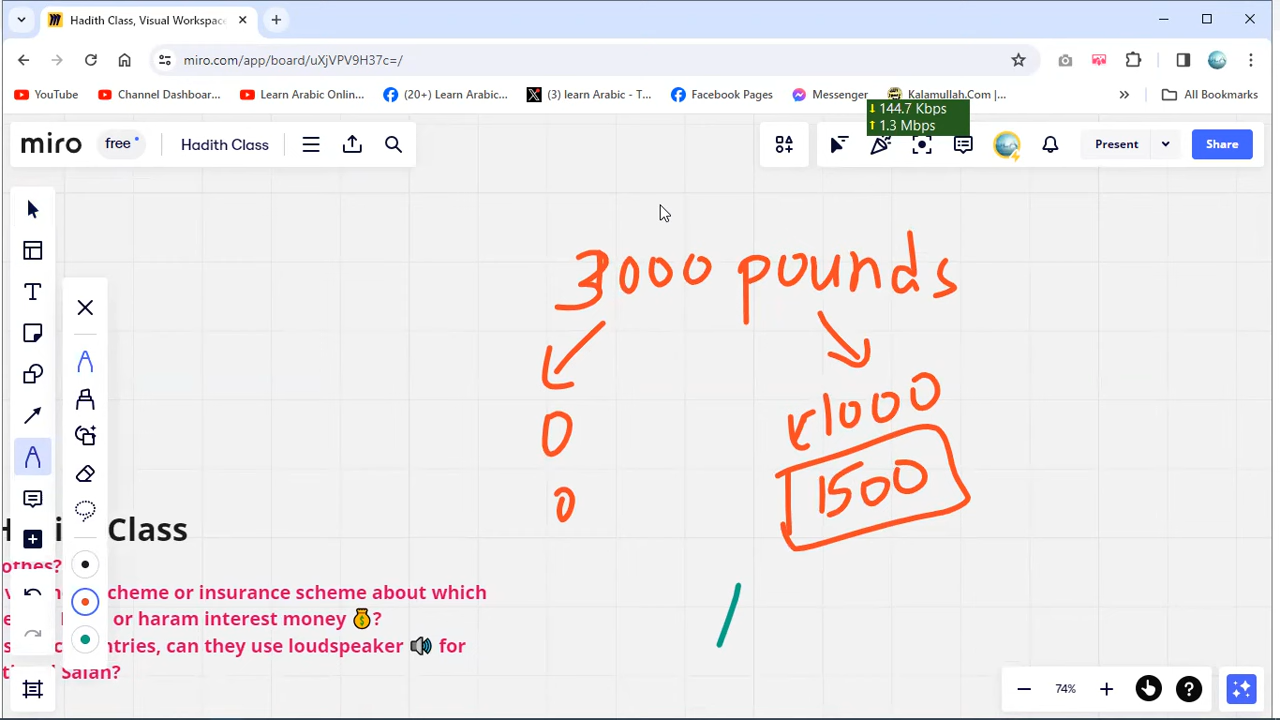 Hadith Class, Visual Workspace
miro.com/app/board/uXjVPV9H37c=/
YouTube
Channel Dashboar...
Learn Arabic Onlin...
(20+) Learn Arabic...
(3) learn Arabic - T...
Facebook Pages
Messenger
Kalamullah.Com |...
»
All Bookmarks
144.7 Kbps
1.3 Mbps
miro
free
Hadith Class
Present
Share
3000 pounds
0
1000
0
1500
Class
othes?
cheme or insurance scheme about which
or haram interest money 💰?
ntries, can they use loudspeaker 🔊 for
Salah?
74%